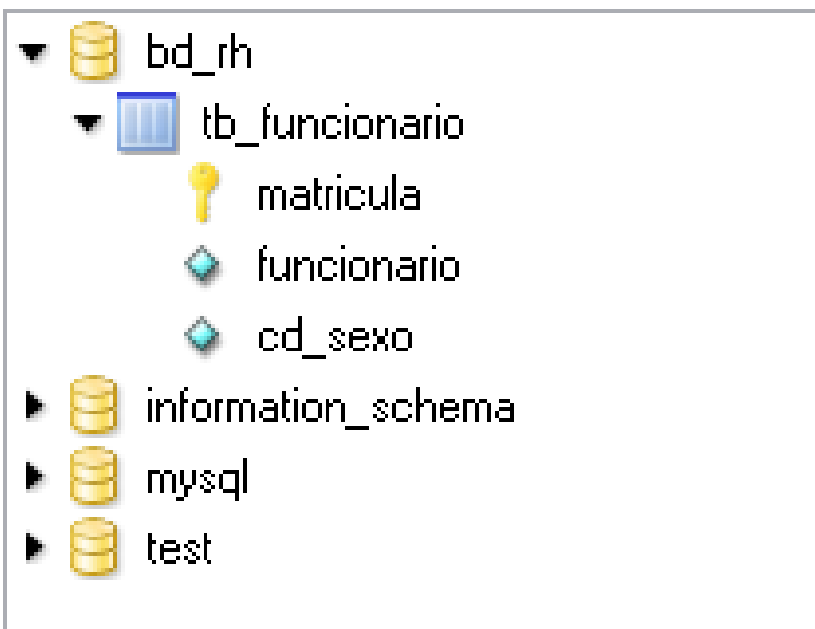 bd_rh
tb_funcionario
matricula
funcionario
cd_sexo
information_schema
mysql
test